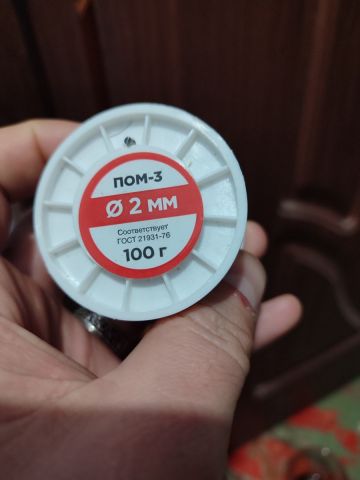 ПОМ-3
Ø 2 мм
Соответствует
ГОСТ 21931-76
100 г